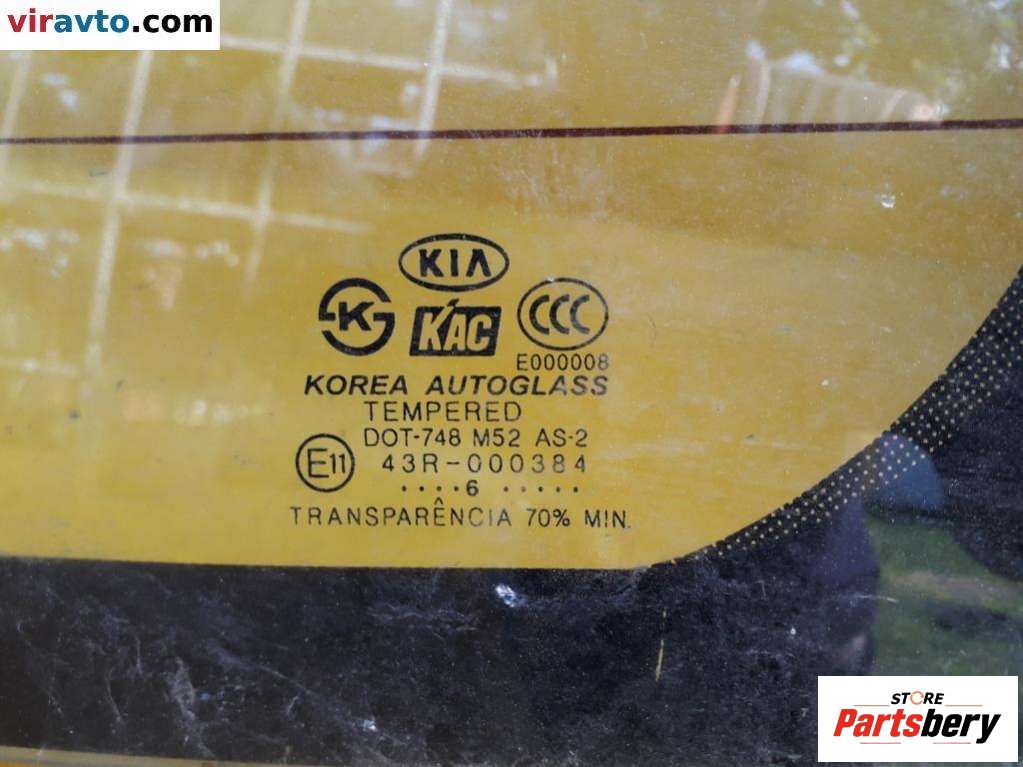 viravto.com
KIA
K
KAC
CCC
E000008
KOREA AUTOGLASS
TEMPERED
DOT-748 M52 AS-2
E11
43R-000384
....6 .....
TRANSPARÊNCIA 70% MIN.
STORE
Partsbery